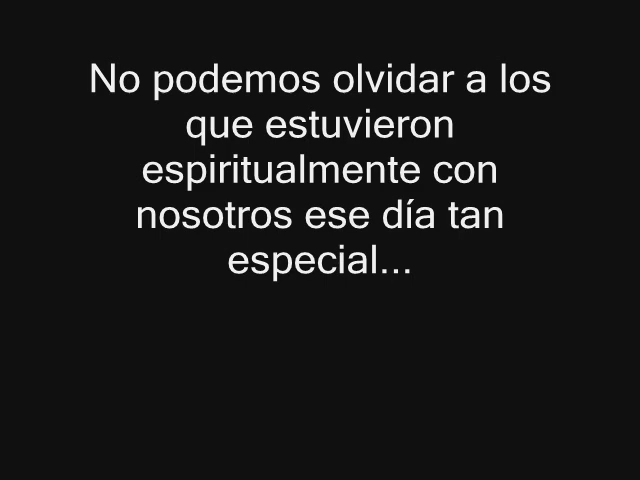 No podemos olvidar a los
que estuvieron
espiritualmente con
nosotros ese día tan
especial...